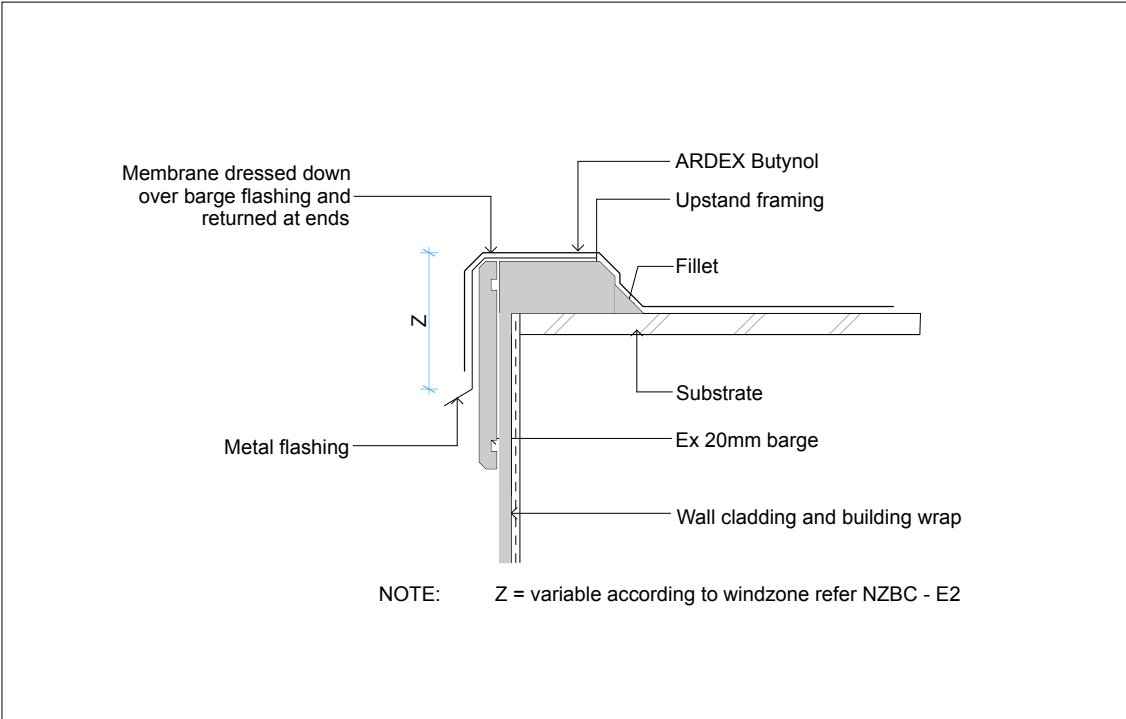 Membrane dressed down
over barge flashing and
returned at ends
ARDEX Butynol
Upstand framing
Fillet
Z
Substrate
Metal flashing
Ex 20mm barge
Wall cladding and building wrap
NOTE: Z = variable according to windzone refer NZBC - E2